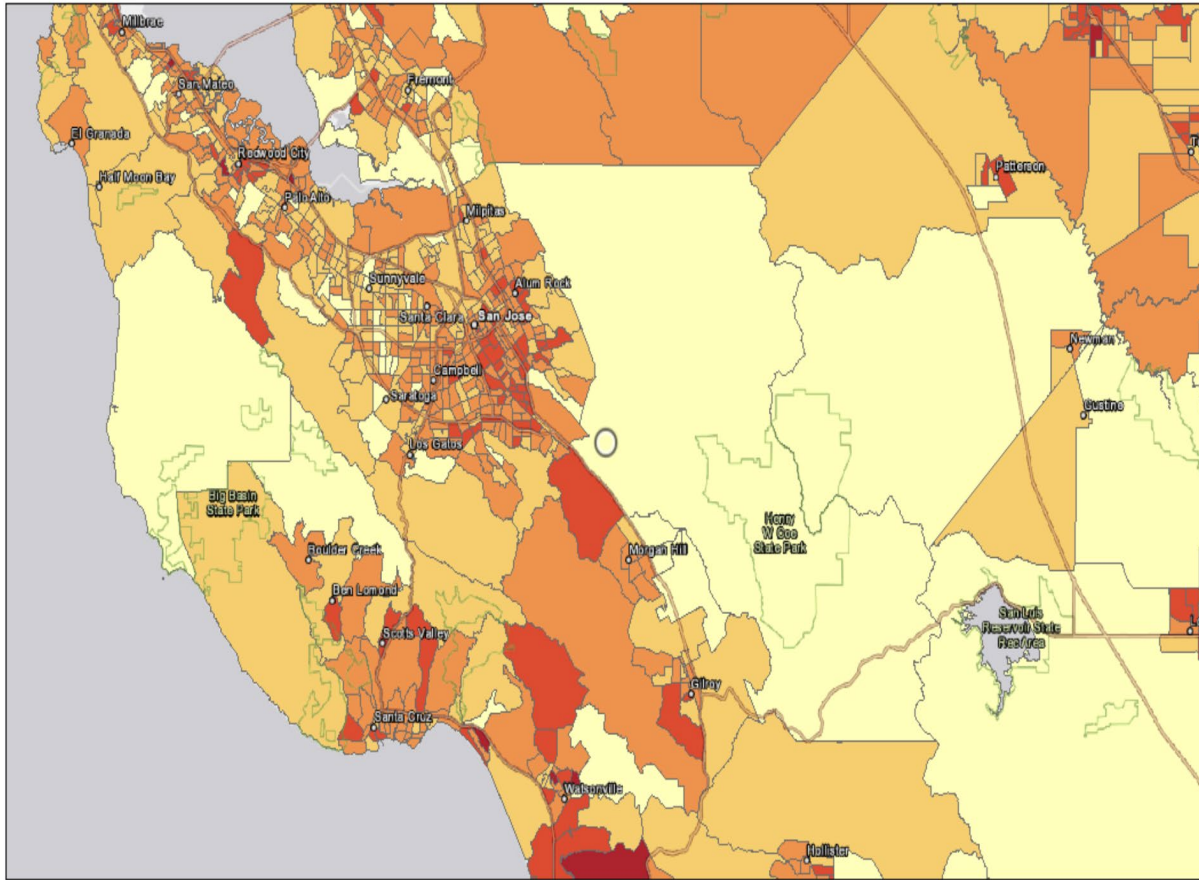 Millbrae
San Mateo
Fremont
El Granada
Redwood City
Half Moon Bay
Palo Alto
Patterson
Milpitas
Sunnyvale
Alum Rock
Santa Clara
San Jose
Newman
Campbell
Saratoga
Gustine
Los Gatos
Big Basin
State Park
Henry
W Coe
State Park
Boulder Creek
Morgan Hill
Ben Lomond
San Luis
Reservoir State
Rec Area
L
Scotts Valley
Gilroy
Santa Cruz
Watsonville
Hollister